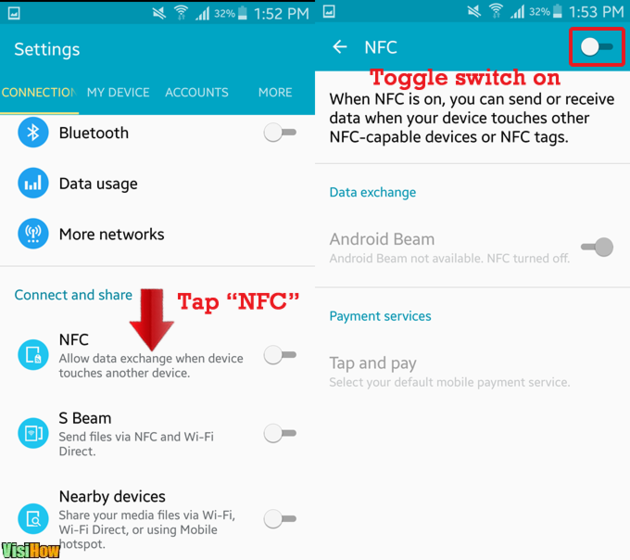 32% 1:52 PM
Settings
CONNECTION MY DEVICE ACCOUNTS MORE
Bluetooth
Data usage
More networks
Connect and share
Tap “NFC”
NFC
Allow data exchange when device
touches another device.
S Beam
Send files via NFC and Wi-Fi
Direct.
Nearby devices
Share your media files via Wi-Fi,
Wi-Fi Direct, or using Mobile
hotspot.
VisiHow
32% 1:53 PM
NFC
Toggle switch on
When NFC is on, you can send or receive
data when your device touches other
NFC-capable devices or NFC tags.
Data exchange
Android Beam
Android Beam not available. NFC turned off.
Payment services
Tap and pay
Select your default mobile payment service.